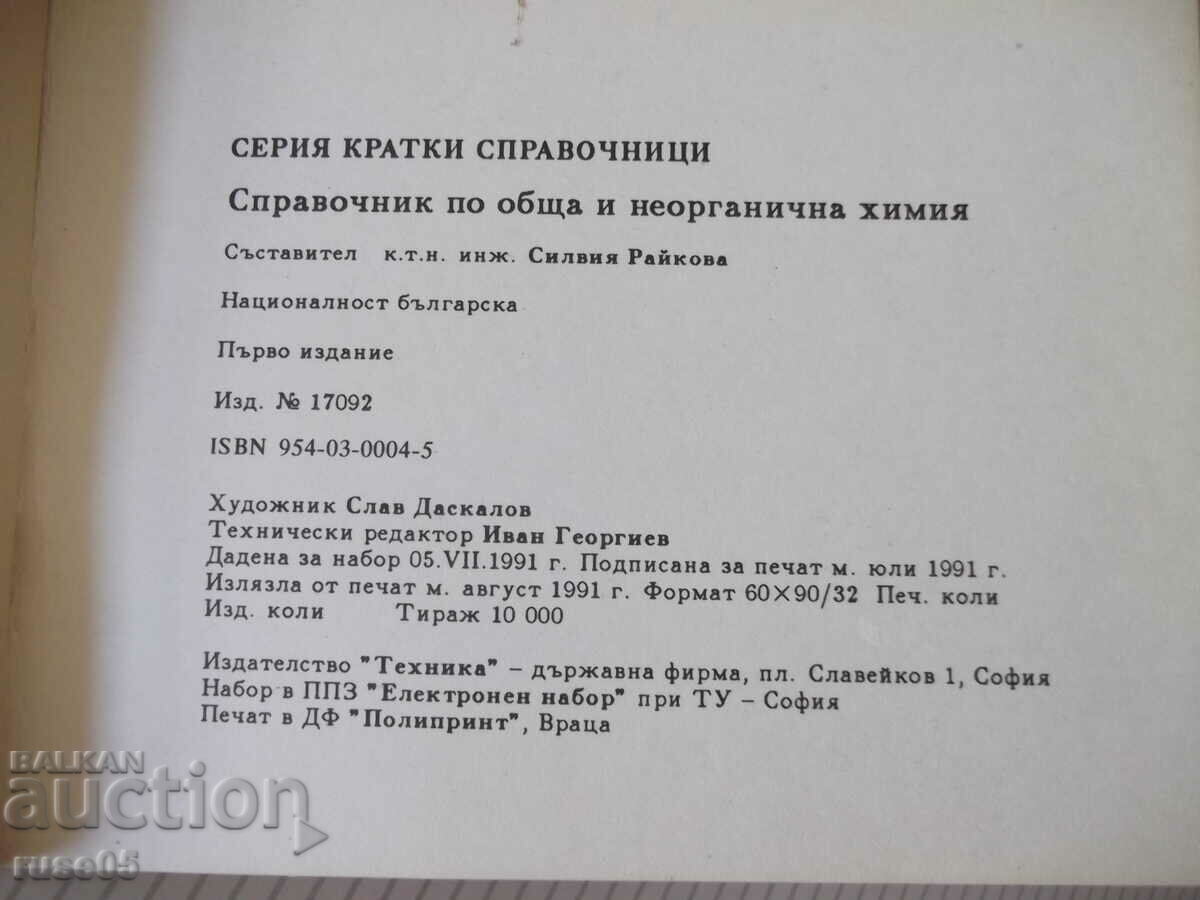 СЕРИЯ КРАТКИ СПРАВОЧНИЦИ
Справочник по обща и неорганична химия
Съставител к.т.н. инж. Силвия Райкова
Националност българска
Първо издание
Изд. № 17092
ISBN 954-03-0004-5
Художник Слав Даскалов
Технически редактор Иван Георгиев
Дадена за набор 05.VII.1991 г. Подписана за печат м. юли 1991 г.
Излязла от печат м. август 1991 г. Формат 60×90/32 Печ. коли
Изд. коли Тираж 10 000
Издателство "Техника" – държавна фирма, пл. Славейков 1, София
Набор в ППЗ "Електронен набор" при ТУ – София
Печат в ДФ "Полипринт", Враца
BALKAN
auction
ruse05